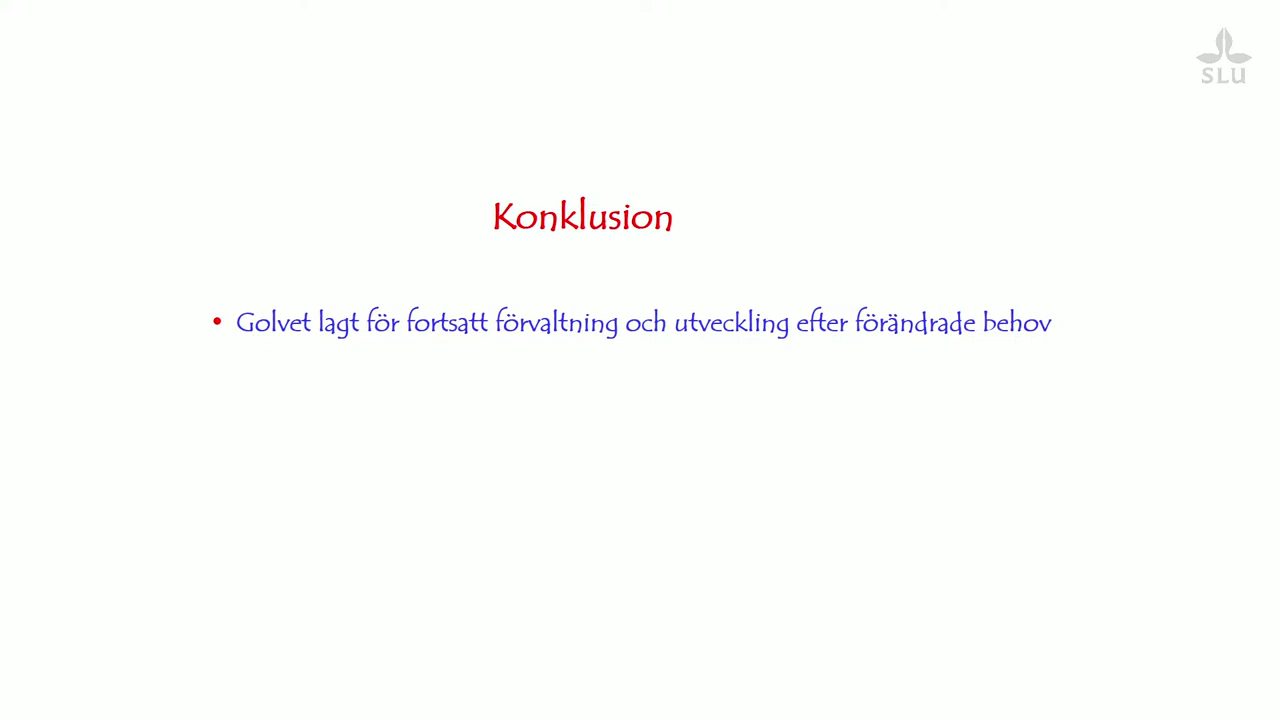 SLU
Konklusion
• Golvet lagt för fortsatt förvaltning och utveckling efter förändrade behov